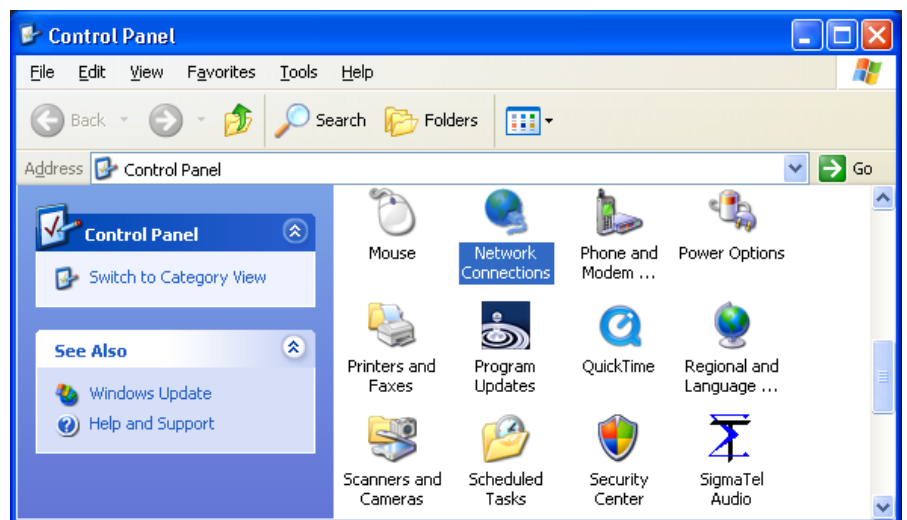 Control Panel
File Edit View Favorites Tools Help
Back Search Folders
Address Control Panel Go
Control Panel
Switch to Category View
See Also
Windows Update
Help and Support
Mouse Network Phone and Power Options
Connections Modem ...
Printers and Program QuickTime Regional and
Faxes Updates Language ...
Scanners and Scheduled Security SigmaTel
Cameras Tasks Center Audio